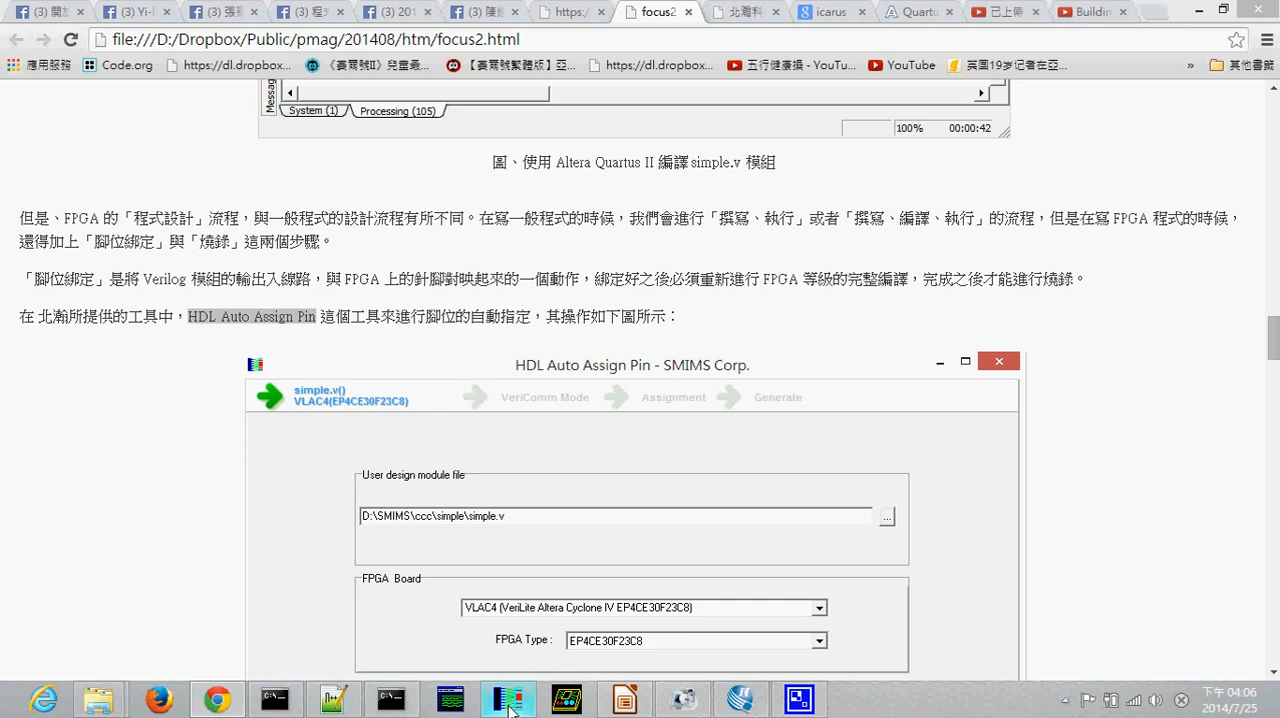 (3) 開放
(3) Yi-l
(3) 張君
(3) 程式
(3) 201
(3) 陳鍾
https:/
focus2
北瀚科
icarus
Quartu
已上傳
Building
file:///D:/Dropbox/Public/pmag/201408/htm/focus2.html
應用服務
Code.org
https://dl.dropbox...
【賽爾號II】兒童最...
【賽爾號繁體版】亞...
https://dl.dropbox...
五行健康操 - YouTu...
YouTube
英国19岁记者在亞...
»
其他書籤
Messag
System (1)
Processing (105)
100%
00:00:42
圖、使用 Altera Quartus II 編譯 simple.v 模組
但是、FPGA 的「程式設計」流程，與一般程式的設計流程有所不同。在寫一般程式的時候，我們會進行「撰寫、執行」或者「撰寫、編譯、執行」的流程，但是在寫 FPGA 程式的時候，
還得加上「腳位綁定」與「燒錄」這兩個步驟。
「腳位綁定」是將 Verilog 模組的輸出入線路，與 FPGA 上的針腳對映起來的一個動作，綁定好之後必須重新進行 FPGA 等級的完整編譯，完成之後才能進行燒錄。
在 北瀚所提供的工具中，HDL Auto Assign Pin 這個工具來進行腳位的自動指定，其操作如下圖所示：
HDL Auto Assign Pin - SMIMS Corp.
simple.v()
VLAC4(EP4CE30F23C8)
VeriComm Mode
Assignment
Generate
User design module file
D:\SMIMS\ccc\simple\simple.v
...
FPGA Board
VLAC4 (VeriLite Altera Cyclone IV EP4CE30F23C8)
FPGA Type :
EP4CE30F23C8
下午 04:06
2014/7/25